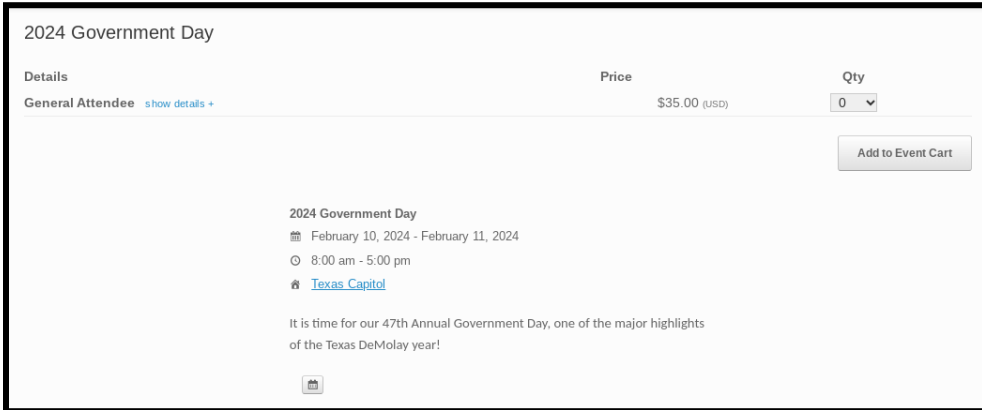 2024 Government Day
Details Price Qty
General Attendee show details + $35.00 (USD) 0
Add to Event Cart
2024 Government Day
February 10, 2024 - February 11, 2024
8:00 am - 5:00 pm
Texas Capitol
It is time for our 47th Annual Government Day, one of the major highlights
of the Texas DeMolay year!